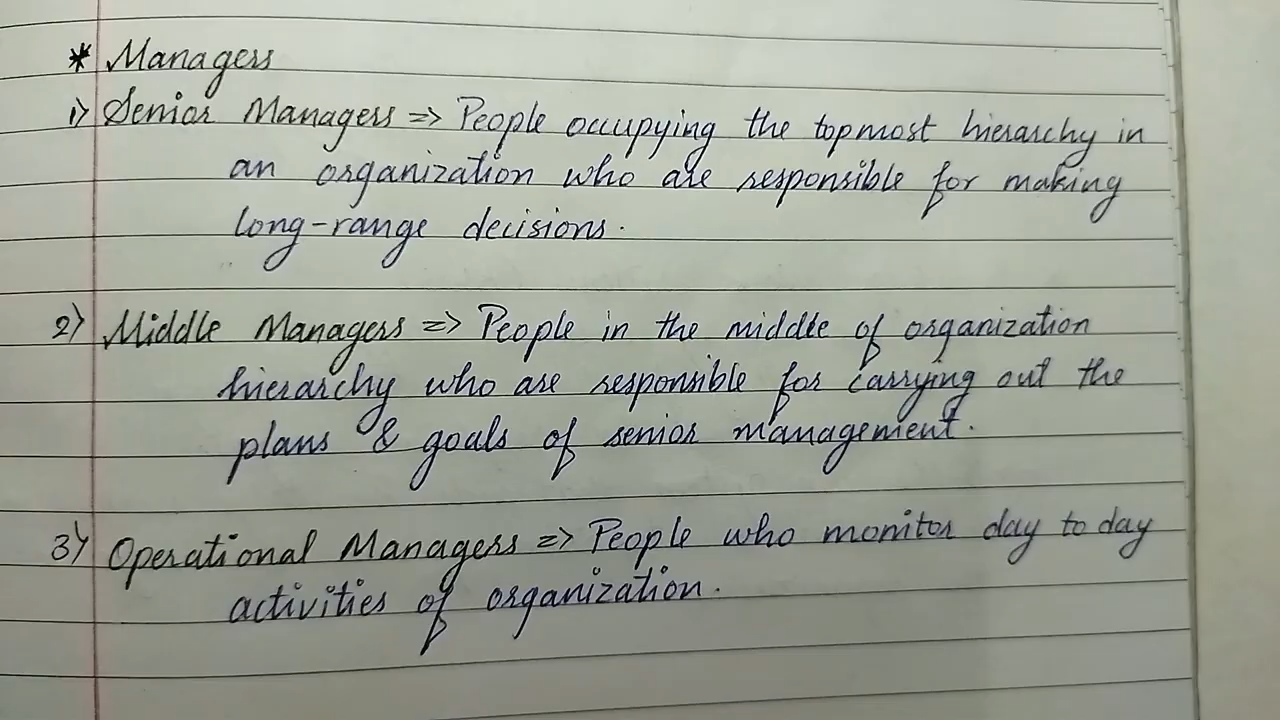 * Managers
1) Senior Managers => People occupying the topmost hierarchy in
an organization who are responsible for making
long-range decisions.
2) Middle Managers => People in the middle of organization
hierarchy who are responsible for carrying out the
plans & goals of senior management.
3) Operational Managers => People who monitor day to day
activities of organization.